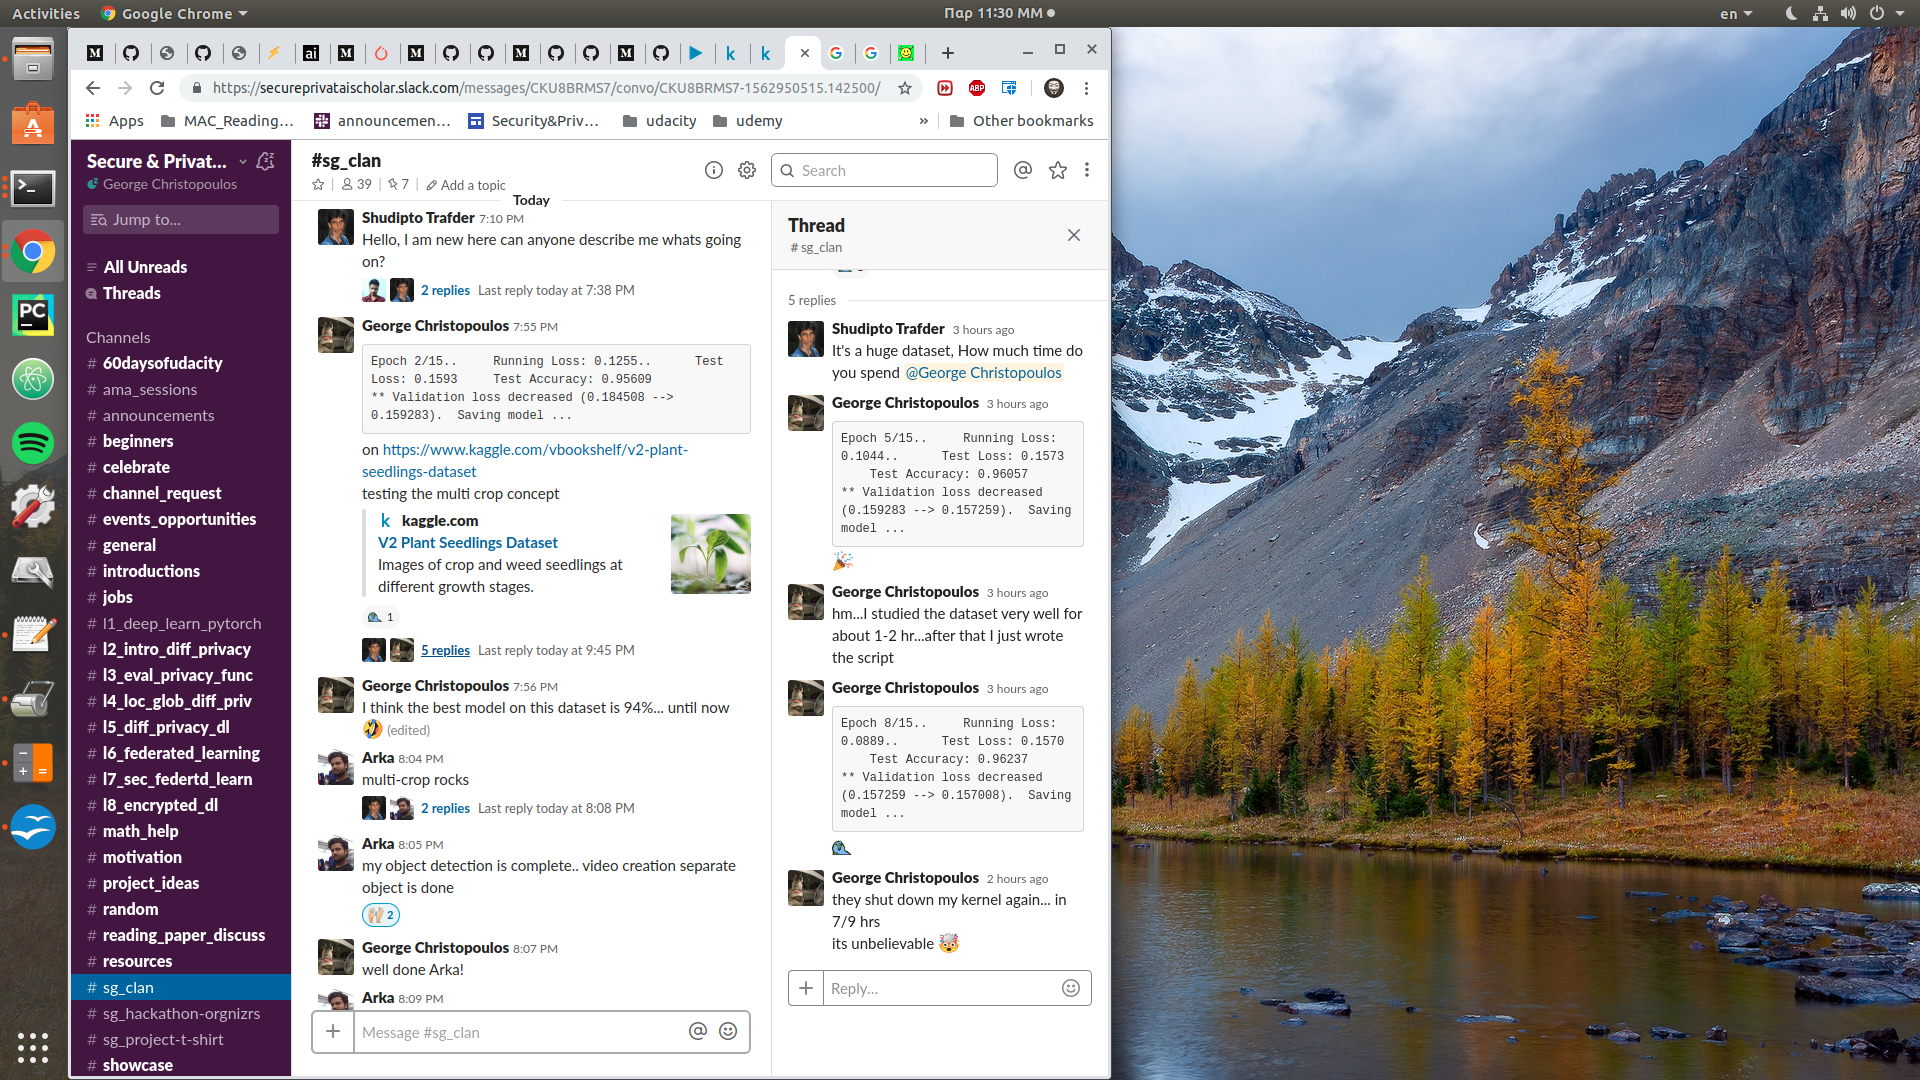 Activities
Google Chrome
Παρ 11:30 ΜΜ
en
M
ai
M
M
M
M
k
k
G
G
https://secureprivataischolar.slack.com/messages/CKU8BRMS7/convo/CKU8BRMS7-1562950515.142500/
ABP
Apps
MAC_Reading...
announcemen...
Security&Priv...
udacity
udemy
»
Other bookmarks
PC
Secure & Privat...
George Christopoulos
Jump to...
All Unreads
Threads
Channels
# 60daysofudacity
# ama_sessions
# announcements
# beginners
# celebrate
# channel_request
# events_opportunities
# general
# introductions
# jobs
# l1_deep_learn_pytorch
# l2_intro_diff_privacy
# l3_eval_privacy_func
# l4_loc_glob_diff_priv
# l5_diff_privacy_dl
# l6_federated_learning
# l7_sec_federtd_learn
# l8_encrypted_dl
# math_help
# motivation
# project_ideas
# random
# reading_paper_discuss
# resources
# sg_clan
# sg_hackathon-orgnizrs
# sg_project-t-shirt
# showcase
#sg_clan
39
7
Add a topic
Search
Today
Shudipto Trafder 7:10 PM
Hello, I am new here can anyone describe me whats going
on?
2 replies Last reply today at 7:38 PM
George Christopoulos 7:55 PM
Epoch 2/15.. Running Loss: 0.1255.. Test
Loss: 0.1593 Test Accuracy: 0.95609
** Validation loss decreased (0.184508 -->
0.159283). Saving model ...
on https://www.kaggle.com/vbookshelf/v2-plant-
seedlings-dataset
testing the multi crop concept
k kaggle.com
V2 Plant Seedlings Dataset
Images of crop and weed seedlings at
different growth stages.
1
5 replies Last reply today at 9:45 PM
George Christopoulos 7:56 PM
I think the best model on this dataset is 94%... until now
🤣 (edited)
Arka 8:04 PM
multi-crop rocks
2 replies Last reply today at 8:08 PM
Arka 8:05 PM
my object detection is complete.. video creation separate
object is done
2
George Christopoulos 8:07 PM
well done Arka!
Arka 8:09 PM
Message #sg_clan
Thread
# sg_clan
5 replies
Shudipto Trafder 3 hours ago
It's a huge dataset, How much time do
you spend @George Christopoulos
George Christopoulos 3 hours ago
Epoch 5/15.. Running Loss:
0.1044.. Test Loss: 0.1573
Test Accuracy: 0.96057
** Validation loss decreased
(0.159283 --> 0.157259). Saving
model ...
🎉
George Christopoulos 3 hours ago
hm...I studied the dataset very well for
about 1-2 hr...after that I just wrote
the script
George Christopoulos 3 hours ago
Epoch 8/15.. Running Loss:
0.0889.. Test Loss: 0.1570
Test Accuracy: 0.96237
** Validation loss decreased
(0.157259 --> 0.157008). Saving
model ...
George Christopoulos 2 hours ago
they shut down my kernel again... in
7/9 hrs
its unbelievable 🤯
Reply...